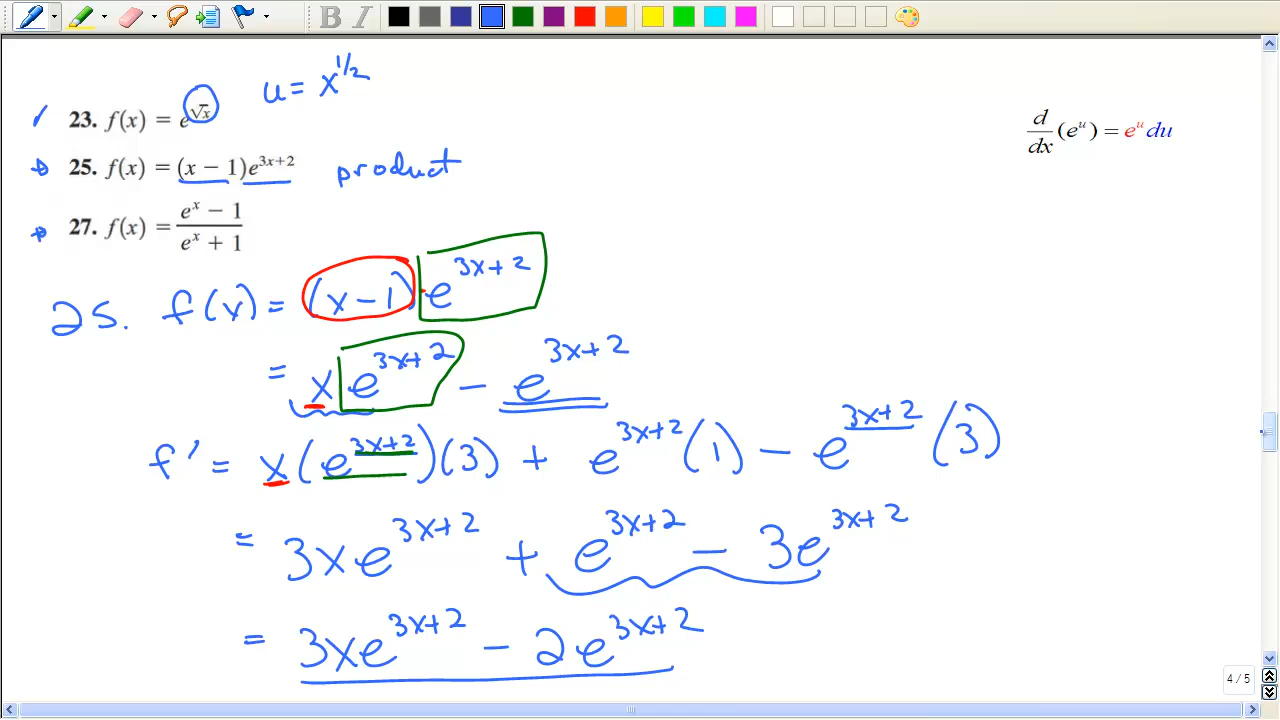 B I
u = x^{1/2}
23. f(x) = e^{√x}
d/dx (e^u) = e^u du
25. f(x) = (x − 1)e^{3x+2} product
27. f(x) = (e^x − 1)/(e^x + 1)
25. f(x) = (x−1) · e^{3x+2}
= x e^{3x+2} − e^{3x+2}
f' = x(e^{3x+2})(3) + e^{3x+2}(1) − e^{3x+2}(3)
= 3xe^{3x+2} + e^{3x+2} − 3e^{3x+2}
= 3xe^{3x+2} − 2e^{3x+2}
4/5